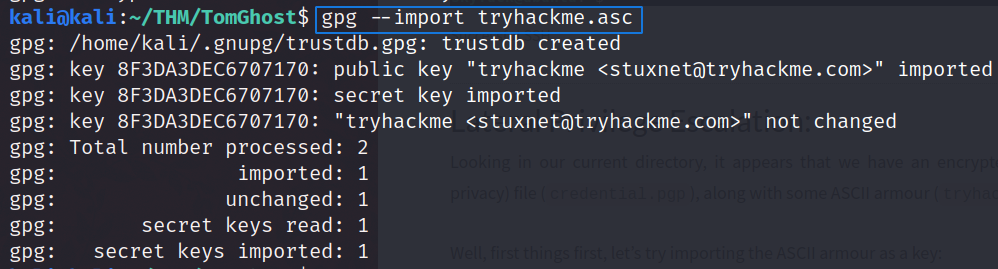 kali@kali:~/THM/TomGhost$ gpg --import tryhackme.asc
gpg: /home/kali/.gnupg/trustdb.gpg: trustdb created
gpg: key 8F3DA3DEC6707170: public key "tryhackme <stuxnet@tryhackme.com>" imported
gpg: key 8F3DA3DEC6707170: secret key imported
gpg: key 8F3DA3DEC6707170: "tryhackme <stuxnet@tryhackme.com>" not changed
gpg: Total number processed: 2
gpg:               imported: 1
Looking in our current directory, it appears that we have an encrypt
gpg:              unchanged: 1
privacy) file (credential.pgp), along with some ASCII armour (tryha
gpg:       secret keys read: 1
gpg:   secret keys imported: 1
Well, first things first, let's try importing the ASCII armour as a key: